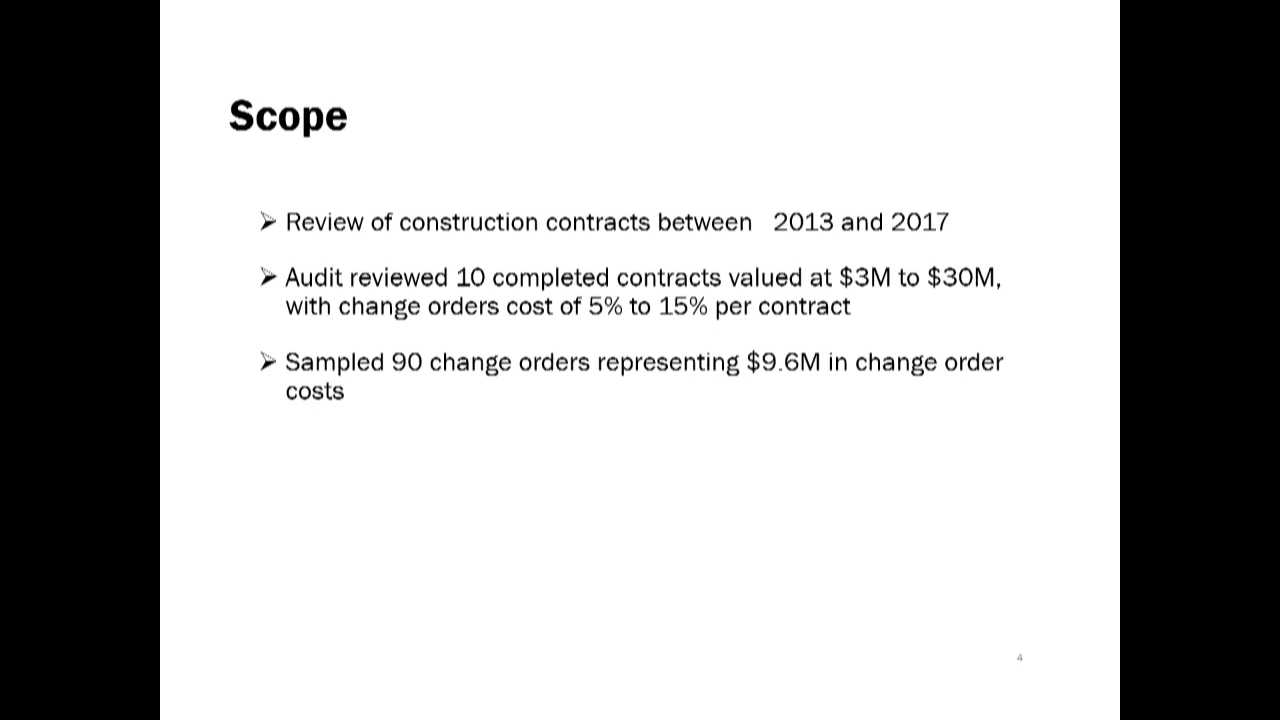 Scope
➢ Review of construction contracts between   2013 and 2017
➢ Audit reviewed 10 completed contracts valued at $3M to $30M,
with change orders cost of 5% to 15% per contract
➢ Sampled 90 change orders representing $9.6M in change order
costs
4